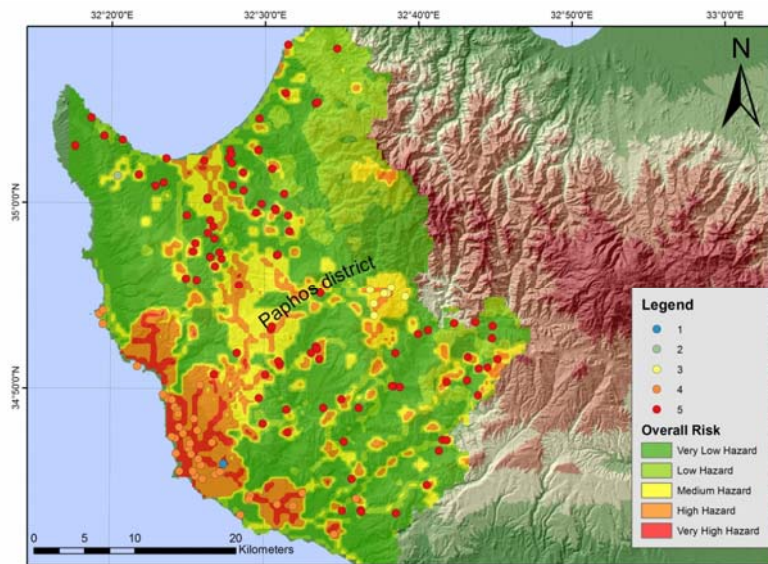 32°20'0"E 32°30'0"E 32°40'0"E 32°50'0"E 33°0'0"E
N
35°0'0"N
Paphos district
34°50'0"N
Legend
1
2
3
4
5
Overall Risk
Very Low Hazard
Low Hazard
Medium Hazard
High Hazard
Very High Hazard
0 5 10 20
Kilometers